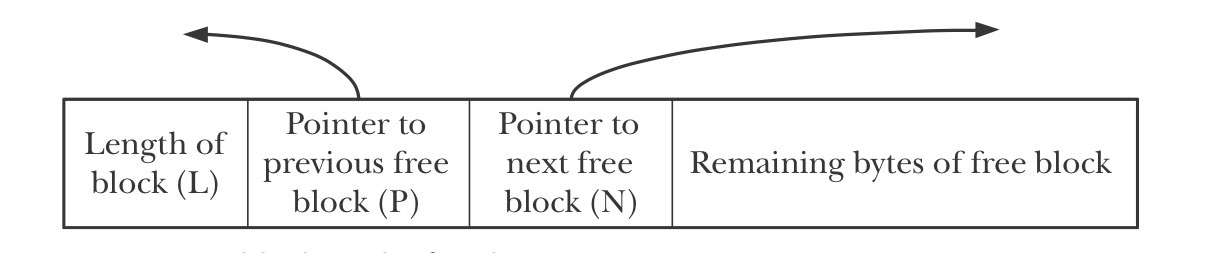 Length of
block (L)
Pointer to
previous free
block (P)
Pointer to
next free
block (N)
Remaining bytes of free block